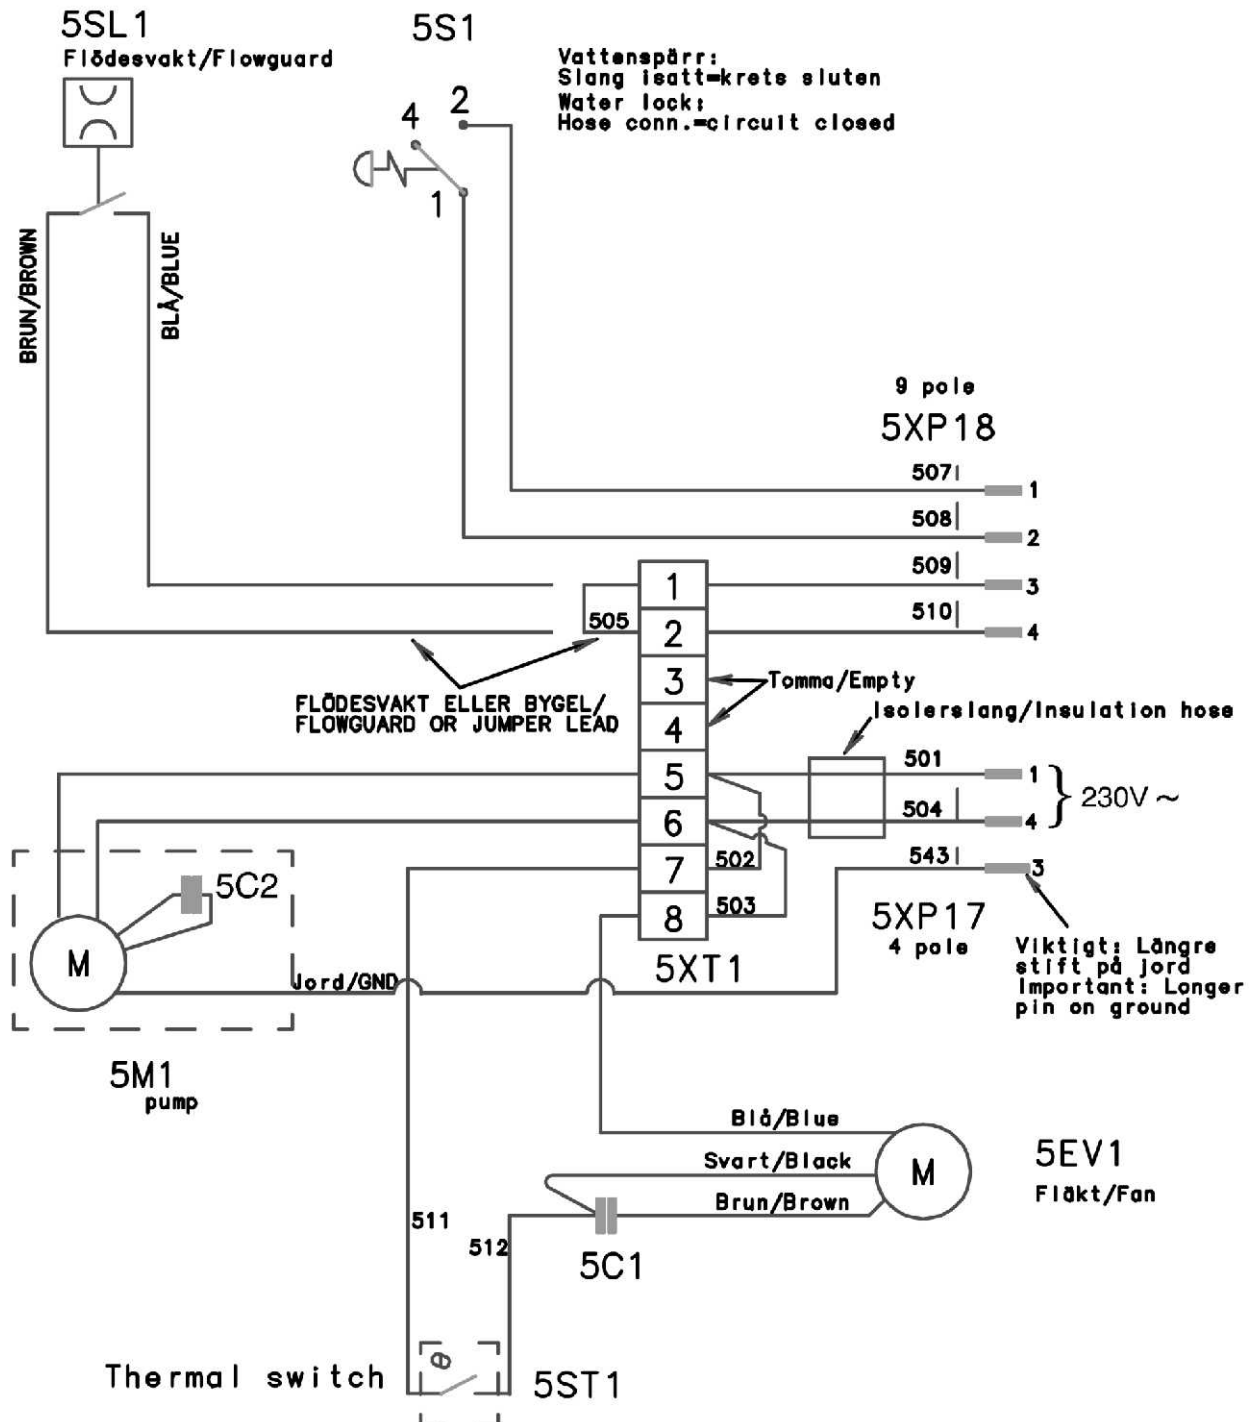 5SL1
Flödesvakt/Flowguard
5S1
Vattenspärr:
Slang isatt=krets sluten
Water lock:
Hose conn.=circuit closed
2
4
1
BRUN/BROWN
BLÅ/BLUE
9 pole
5XP18
507
1
508
2
509
3
510
4
1
2
3
4
5
6
7
8
505
Tomma/Empty
FLÖDESVAKT ELLER BYGEL/
FLOWGUARD OR JUMPER LEAD
Isolerslang/Insulation hose
501
1
504
4
230V ~
502
543
3
503
5XP17
4 pole
Viktigt: Längre
stift på jord
Important: Longer
pin on ground
5XT1
5C2
M
Jord/GND
5M1
pump
Blå/Blue
Svart/Black
Brun/Brown
M
5EV1
Fläkt/Fan
511
512
5C1
Thermal switch
θ
5ST1